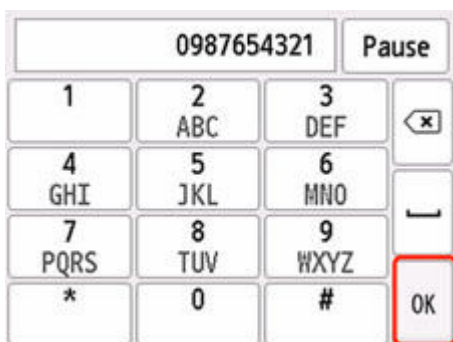 0987654321 Pause
1 2 3
ABC DEF
4 5 6
GHI JKL MNO
7 8 9
PQRS TUV WXYZ
* 0 # OK